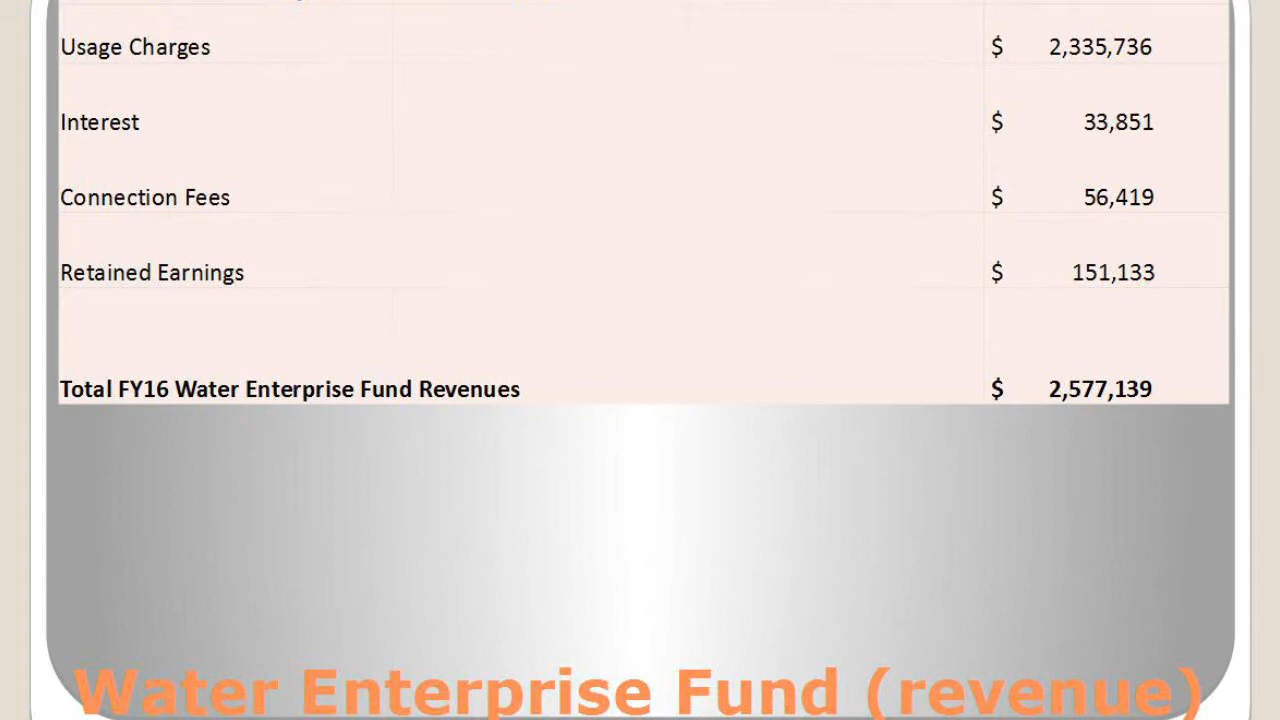 Usage Charges $ 2,335,736
Interest $ 33,851
Connection Fees $ 56,419
Retained Earnings $ 151,133
Total FY16 Water Enterprise Fund Revenues $ 2,577,139
Water Enterprise Fund (revenue)